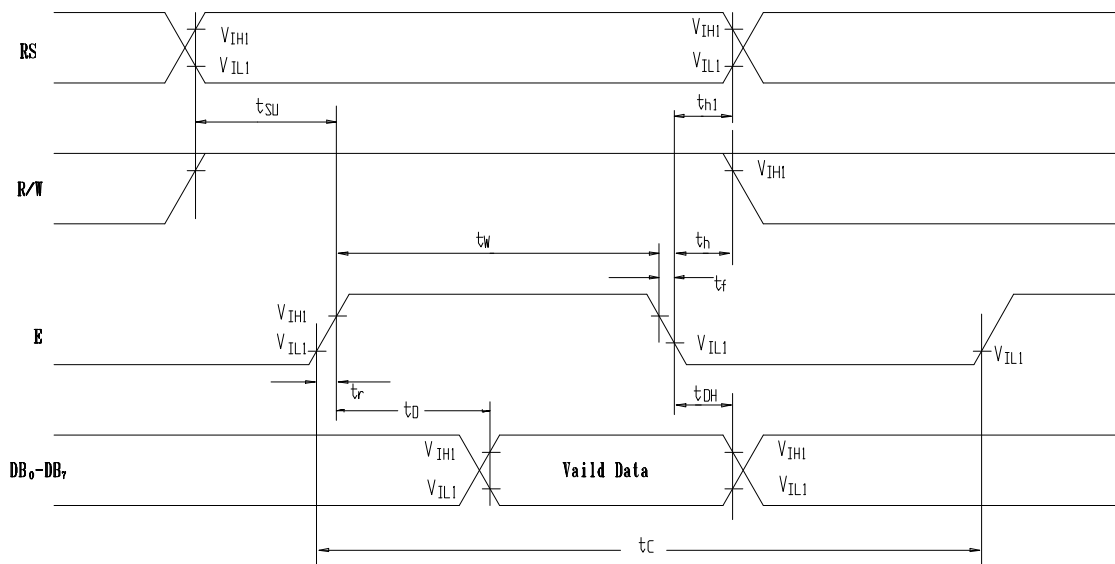 RS
VIH1
VIL1
VIH1
VIL1
tSU
th1
R/W
VIH1
tW
th
tf
E
VIH1
VIL1
VIL1
VIL1
tr
tD
tDH
DB₀-DB₇
VIH1
VIL1
Vaild Data
VIH1
VIL1
tC